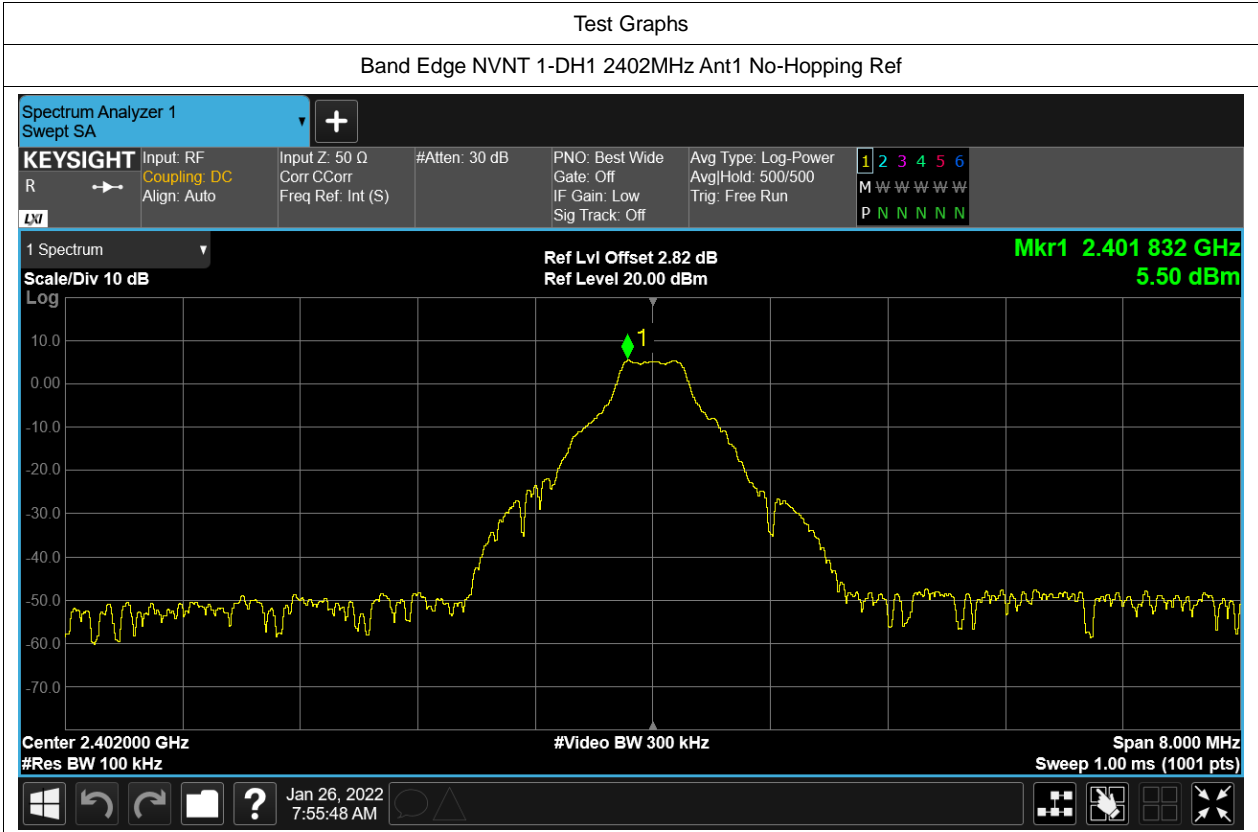 Test Graphs
Band Edge NVNT 1-DH1 2402MHz Ant1 No-Hopping Ref
Spectrum Analyzer 1
Swept SA
KEYSIGHT Input: RF Input Z: 50 Ω #Atten: 30 dB PNO: Best Wide Avg Type: Log-Power 1 2 3 4 5 6
R Coupling: DC Corr CCorr Gate: Off Avg|Hold: 500/500 M W W W W W W
Align: Auto Freq Ref: Int (S) IF Gain: Low Trig: Free Run
LXI Sig Track: Off P N N N N N N
1 Spectrum Ref Lvl Offset 2.82 dB Mkr1 2.401 832 GHz
Scale/Div 10 dB Ref Level 20.00 dBm 5.50 dBm
Log
1
10.0
0.00
-10.0
-20.0
-30.0
-40.0
-50.0
-60.0
-70.0
Center 2.402000 GHz #Video BW 300 kHz Span 8.000 MHz
#Res BW 100 kHz Sweep 1.00 ms (1001 pts)
? Jan 26, 2022
7:55:48 AM